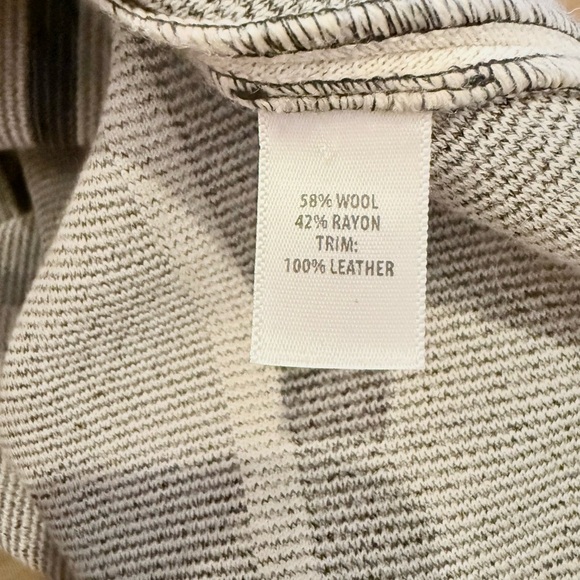 58% WOOL
42% RAYON
TRIM:
100% LEATHER